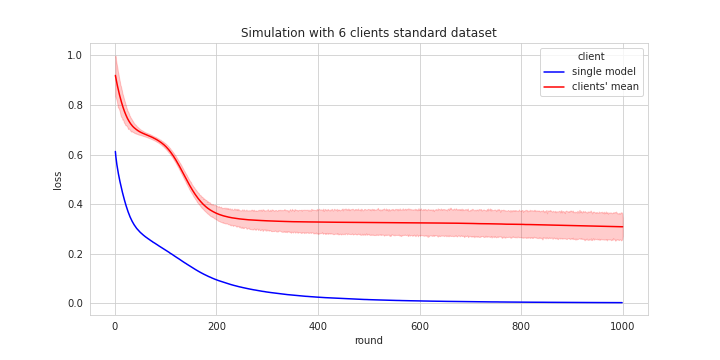 Simulation with 6 clients standard dataset
client
single model
clients' mean
loss
1.0
0.8
0.6
0.4
0.2
0.0
0 200 400 600 800 1000
round